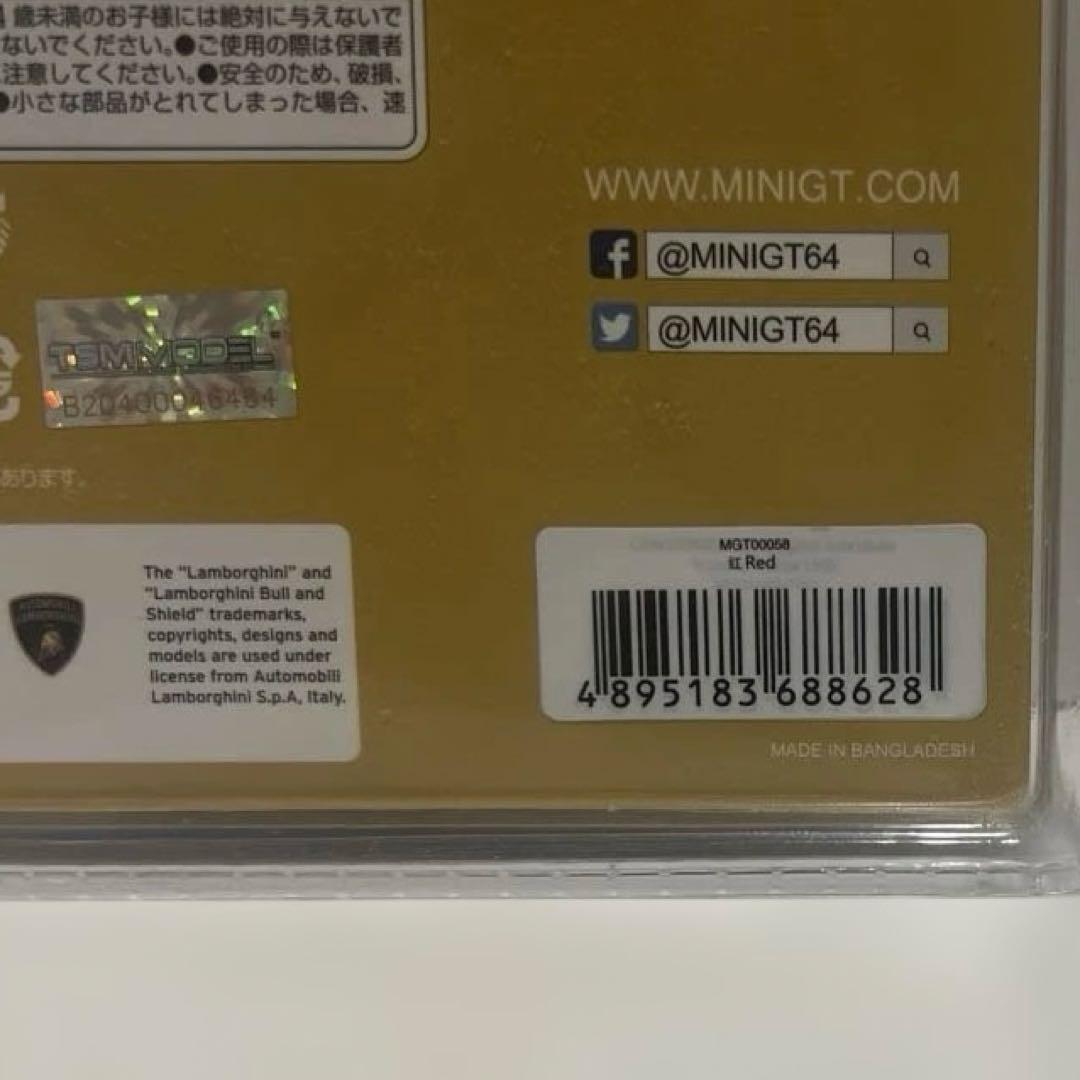 歳未満のお子様には絶対に与えないで
ないでください。●ご使用の際は保護者
注意してください。●安全のため、破損、
●小さな部品がとれてしまった場合、速
WWW.MINIGT.COM
@MINIGT64
@MINIGT64
TSM MODEL
B20400046484
あります。
The "Lamborghini" and
"Lamborghini Bull and
Shield" trademarks,
copyrights, designs and
models are used under
license from Automobili
Lamborghini S.p.A, Italy.
MGT00058
紅 Red
4 895183 688628
MADE IN BANGLADESH